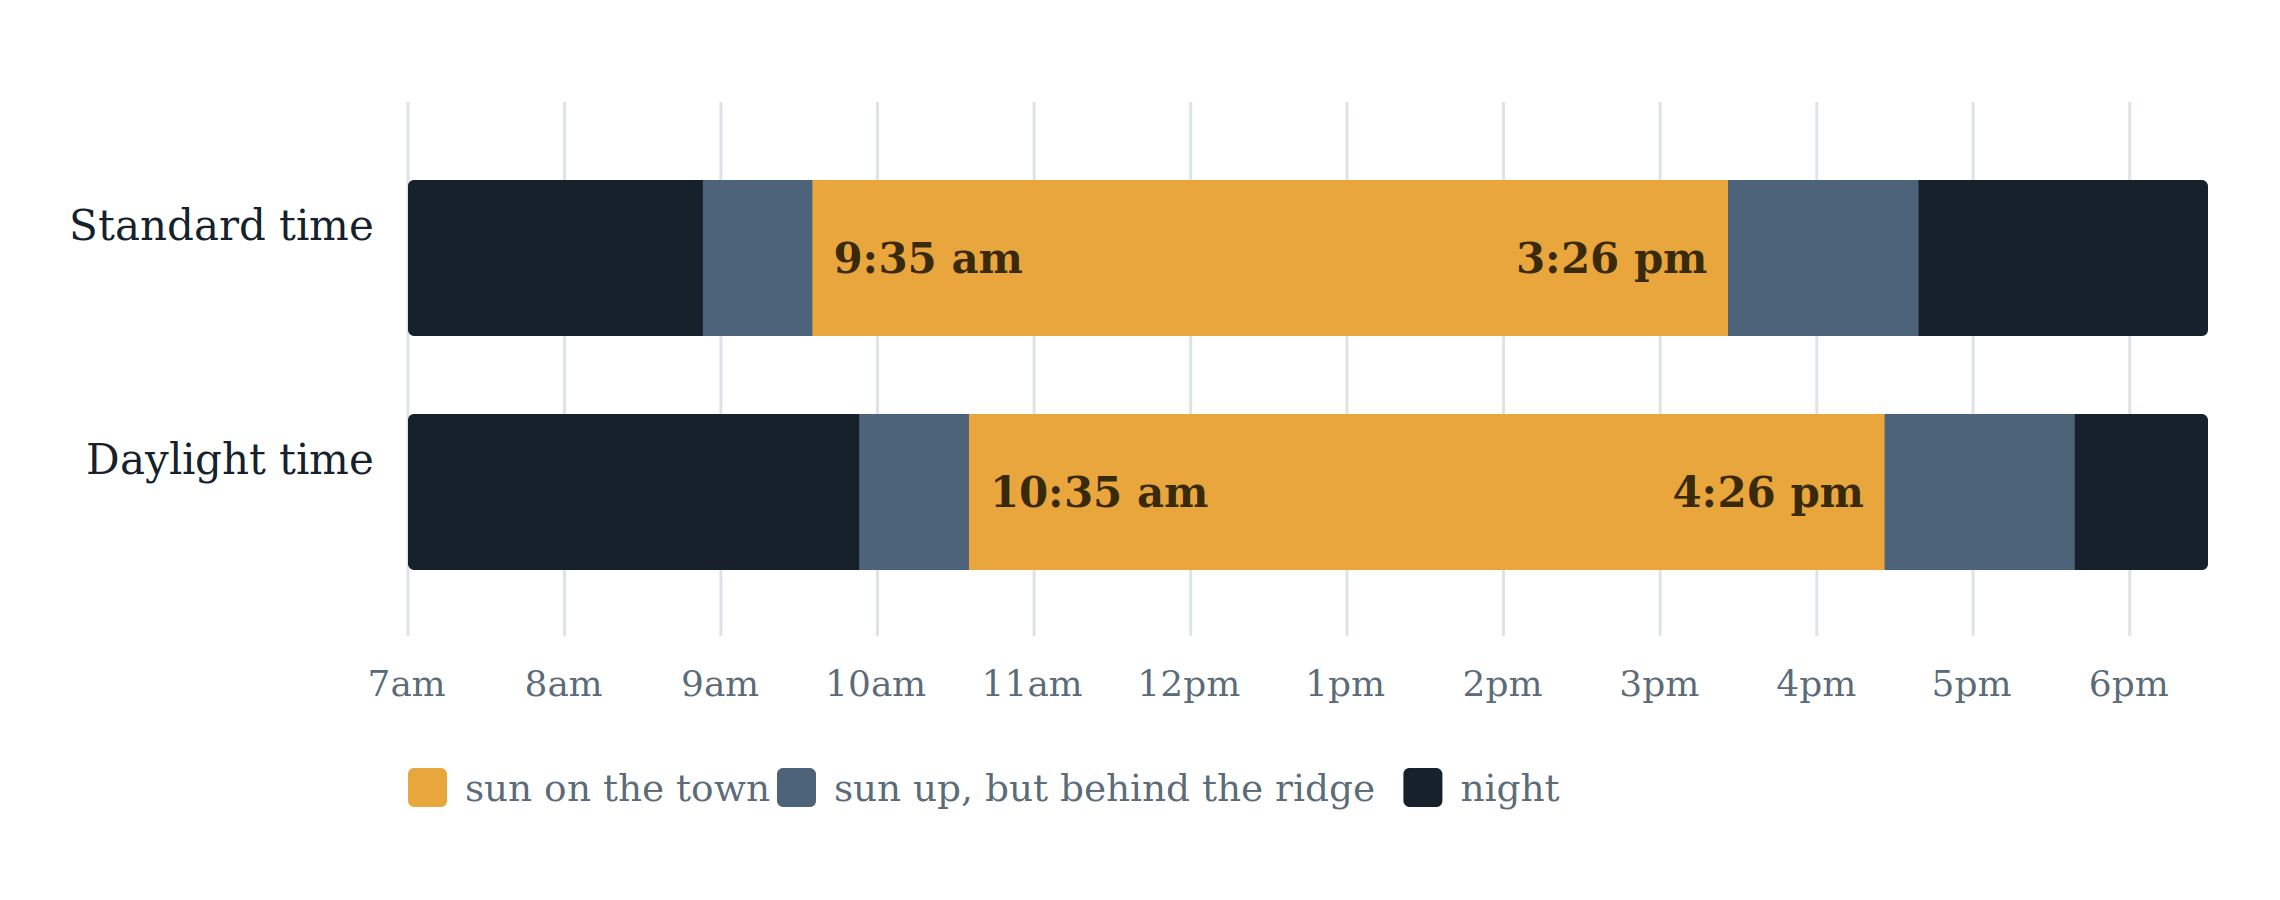 Standard time
9:35 am 3:26 pm
Daylight time
10:35 am 4:26 pm
7am 8am 9am 10am 11am 12pm 1pm 2pm 3pm 4pm 5pm 6pm
sun on the town sun up, but behind the ridge night